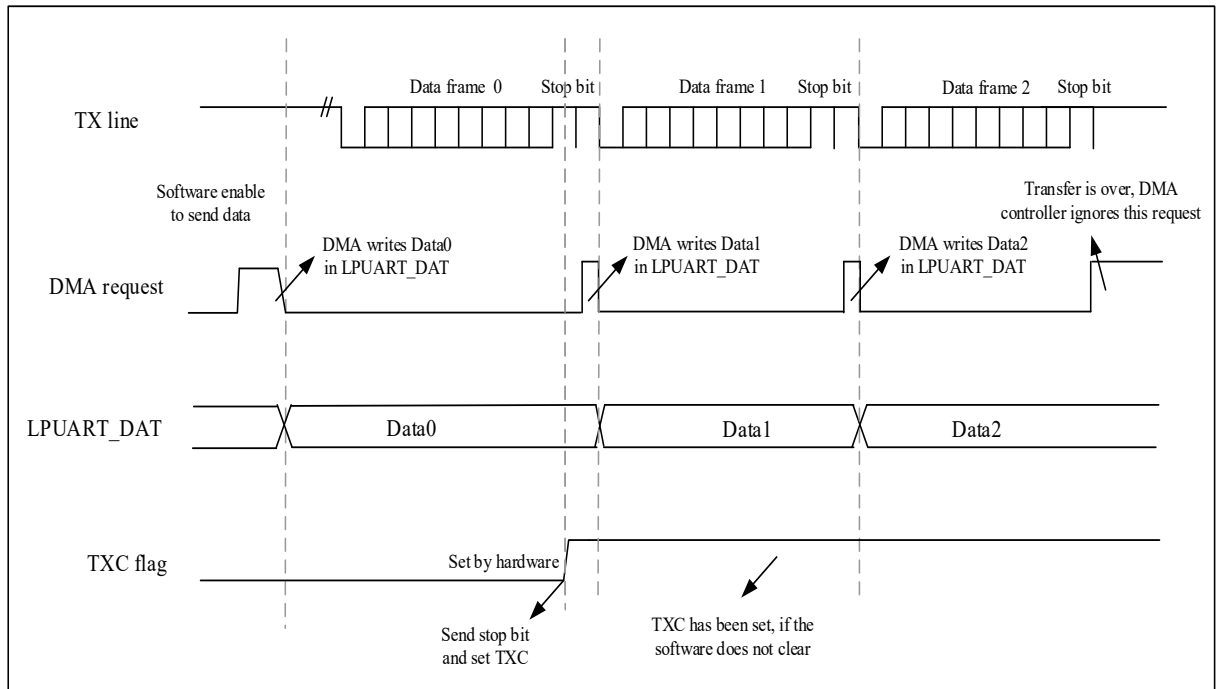 Data frame 0
Stop bit
Data frame 1
Stop bit
Data frame 2
Stop bit
TX line
Software enable
to send data
Transfer is over, DMA
controller ignores this request
DMA writes Data0
in LPUART_DAT
DMA writes Data1
in LPUART_DAT
DMA writes Data2
in LPUART_DAT
DMA request
LPUART_DAT
Data0
Data1
Data2
TXC flag
Set by hardware
Send stop bit
and set TXC
TXC has been set, if the
software does not clear